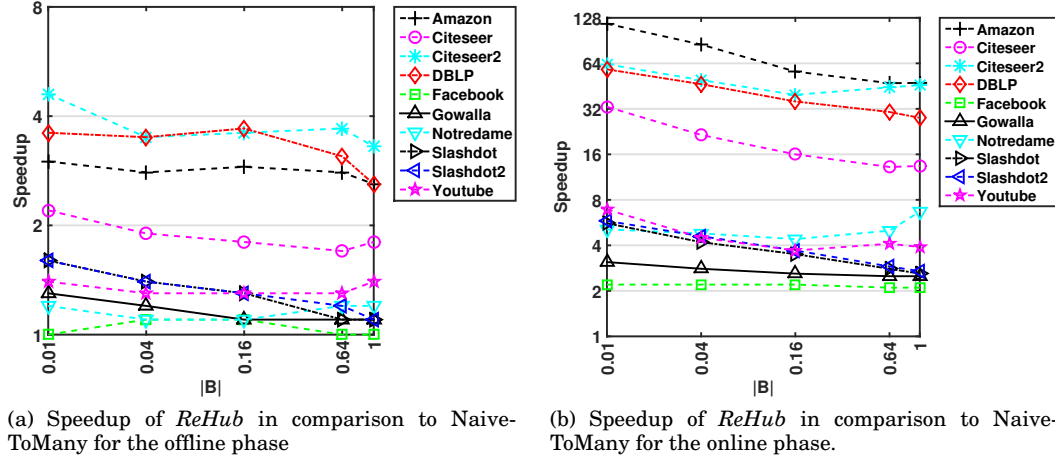 8
4
2
1
Speedup
0.01
0.04
0.16
0.64
1
|B|
Amazon
Citeseer
Citeseer2
DBLP
Facebook
Gowalla
Notredame
Slashdot
Slashdot2
Youtube
(a) Speedup of ReHub in comparison to Naive-
ToMany for the offline phase
128
64
32
16
8
4
2
1
Speedup
0.01
0.04
0.16
0.64
1
|B|
Amazon
Citeseer
Citeseer2
DBLP
Facebook
Gowalla
Notredame
Slashdot
Slashdot2
Youtube
(b) Speedup of ReHub in comparison to Naive-
ToMany for the online phase.